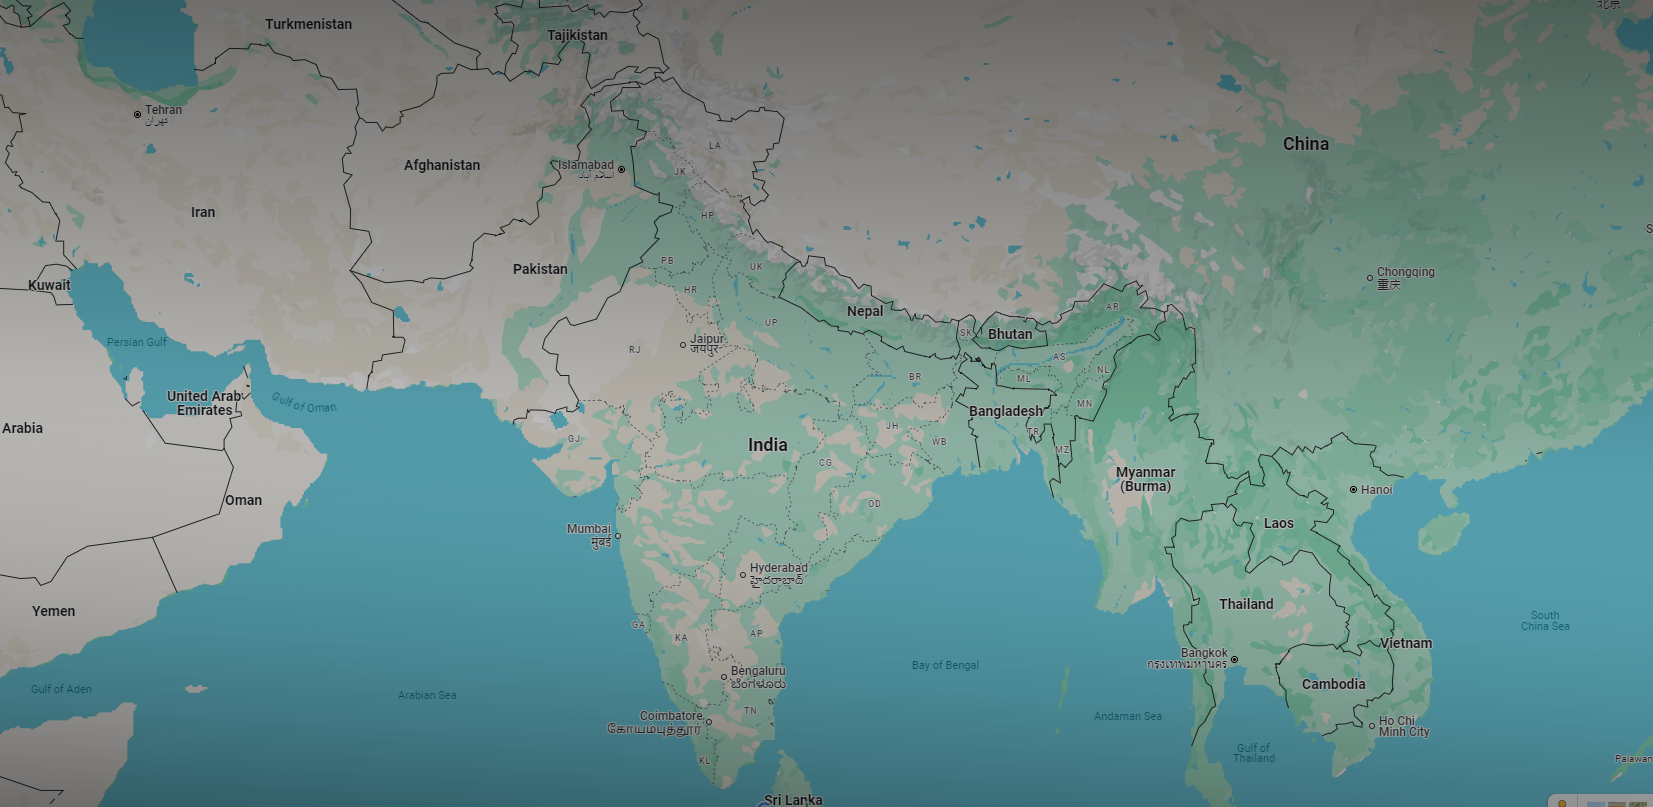 北京
Turkmenistan
Tajikistan
Tehran
تهران
LA
China
Afghanistan
Islamabad
اسلام آباد
JK
Iran
HP
PB
UK
Pakistan
Chongqing
重庆
Kuwait
HR
AR
Nepal
UP
SK
Bhutan
Persian Gulf
Jaipur
जयपुर
RJ
AS
NL
BR
ML
United Arab
Emirates
Gulf of Oman
MN
Bangladesh
Arabia
JH
TR
GJ
India
WB
MZ
CG
Myanmar
(Burma)
Hanoi
Oman
OD
Laos
Mumbai
मुंबई
Hyderabad
హైదరాబాద్
Yemen
Thailand
South
China Sea
GA
KA
AP
Vietnam
Bangkok
กรุงเทพมหานคร
Bay of Bengal
Bengaluru
ಬೆಂಗಳೂರು
Cambodia
Gulf of Aden
Arabian Sea
TN
Andaman Sea
Coimbatore
கோயம்புத்தூர்
Ho Chi
Minh City
Gulf of
Thailand
KL
Palawan
Sri Lanka